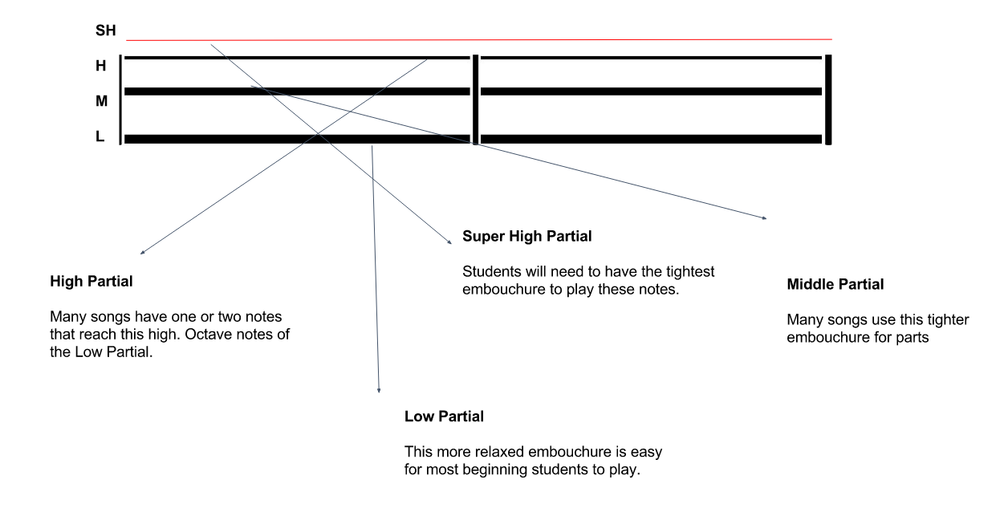 SH
H
M
L
Super High Partial
Students will need to have the tightest
embouchure to play these notes.
High Partial
Many songs have one or two notes
that reach this high. Octave notes of
the Low Partial.
Middle Partial
Many songs use this tighter
embouchure for parts
Low Partial
This more relaxed embouchure is easy
for most beginning students to play.